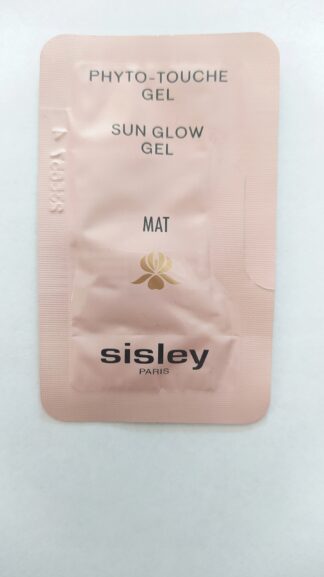 PHYTO-TOUCHE
GEL
SUN GLOW
GEL
MAT
sisley
PARIS